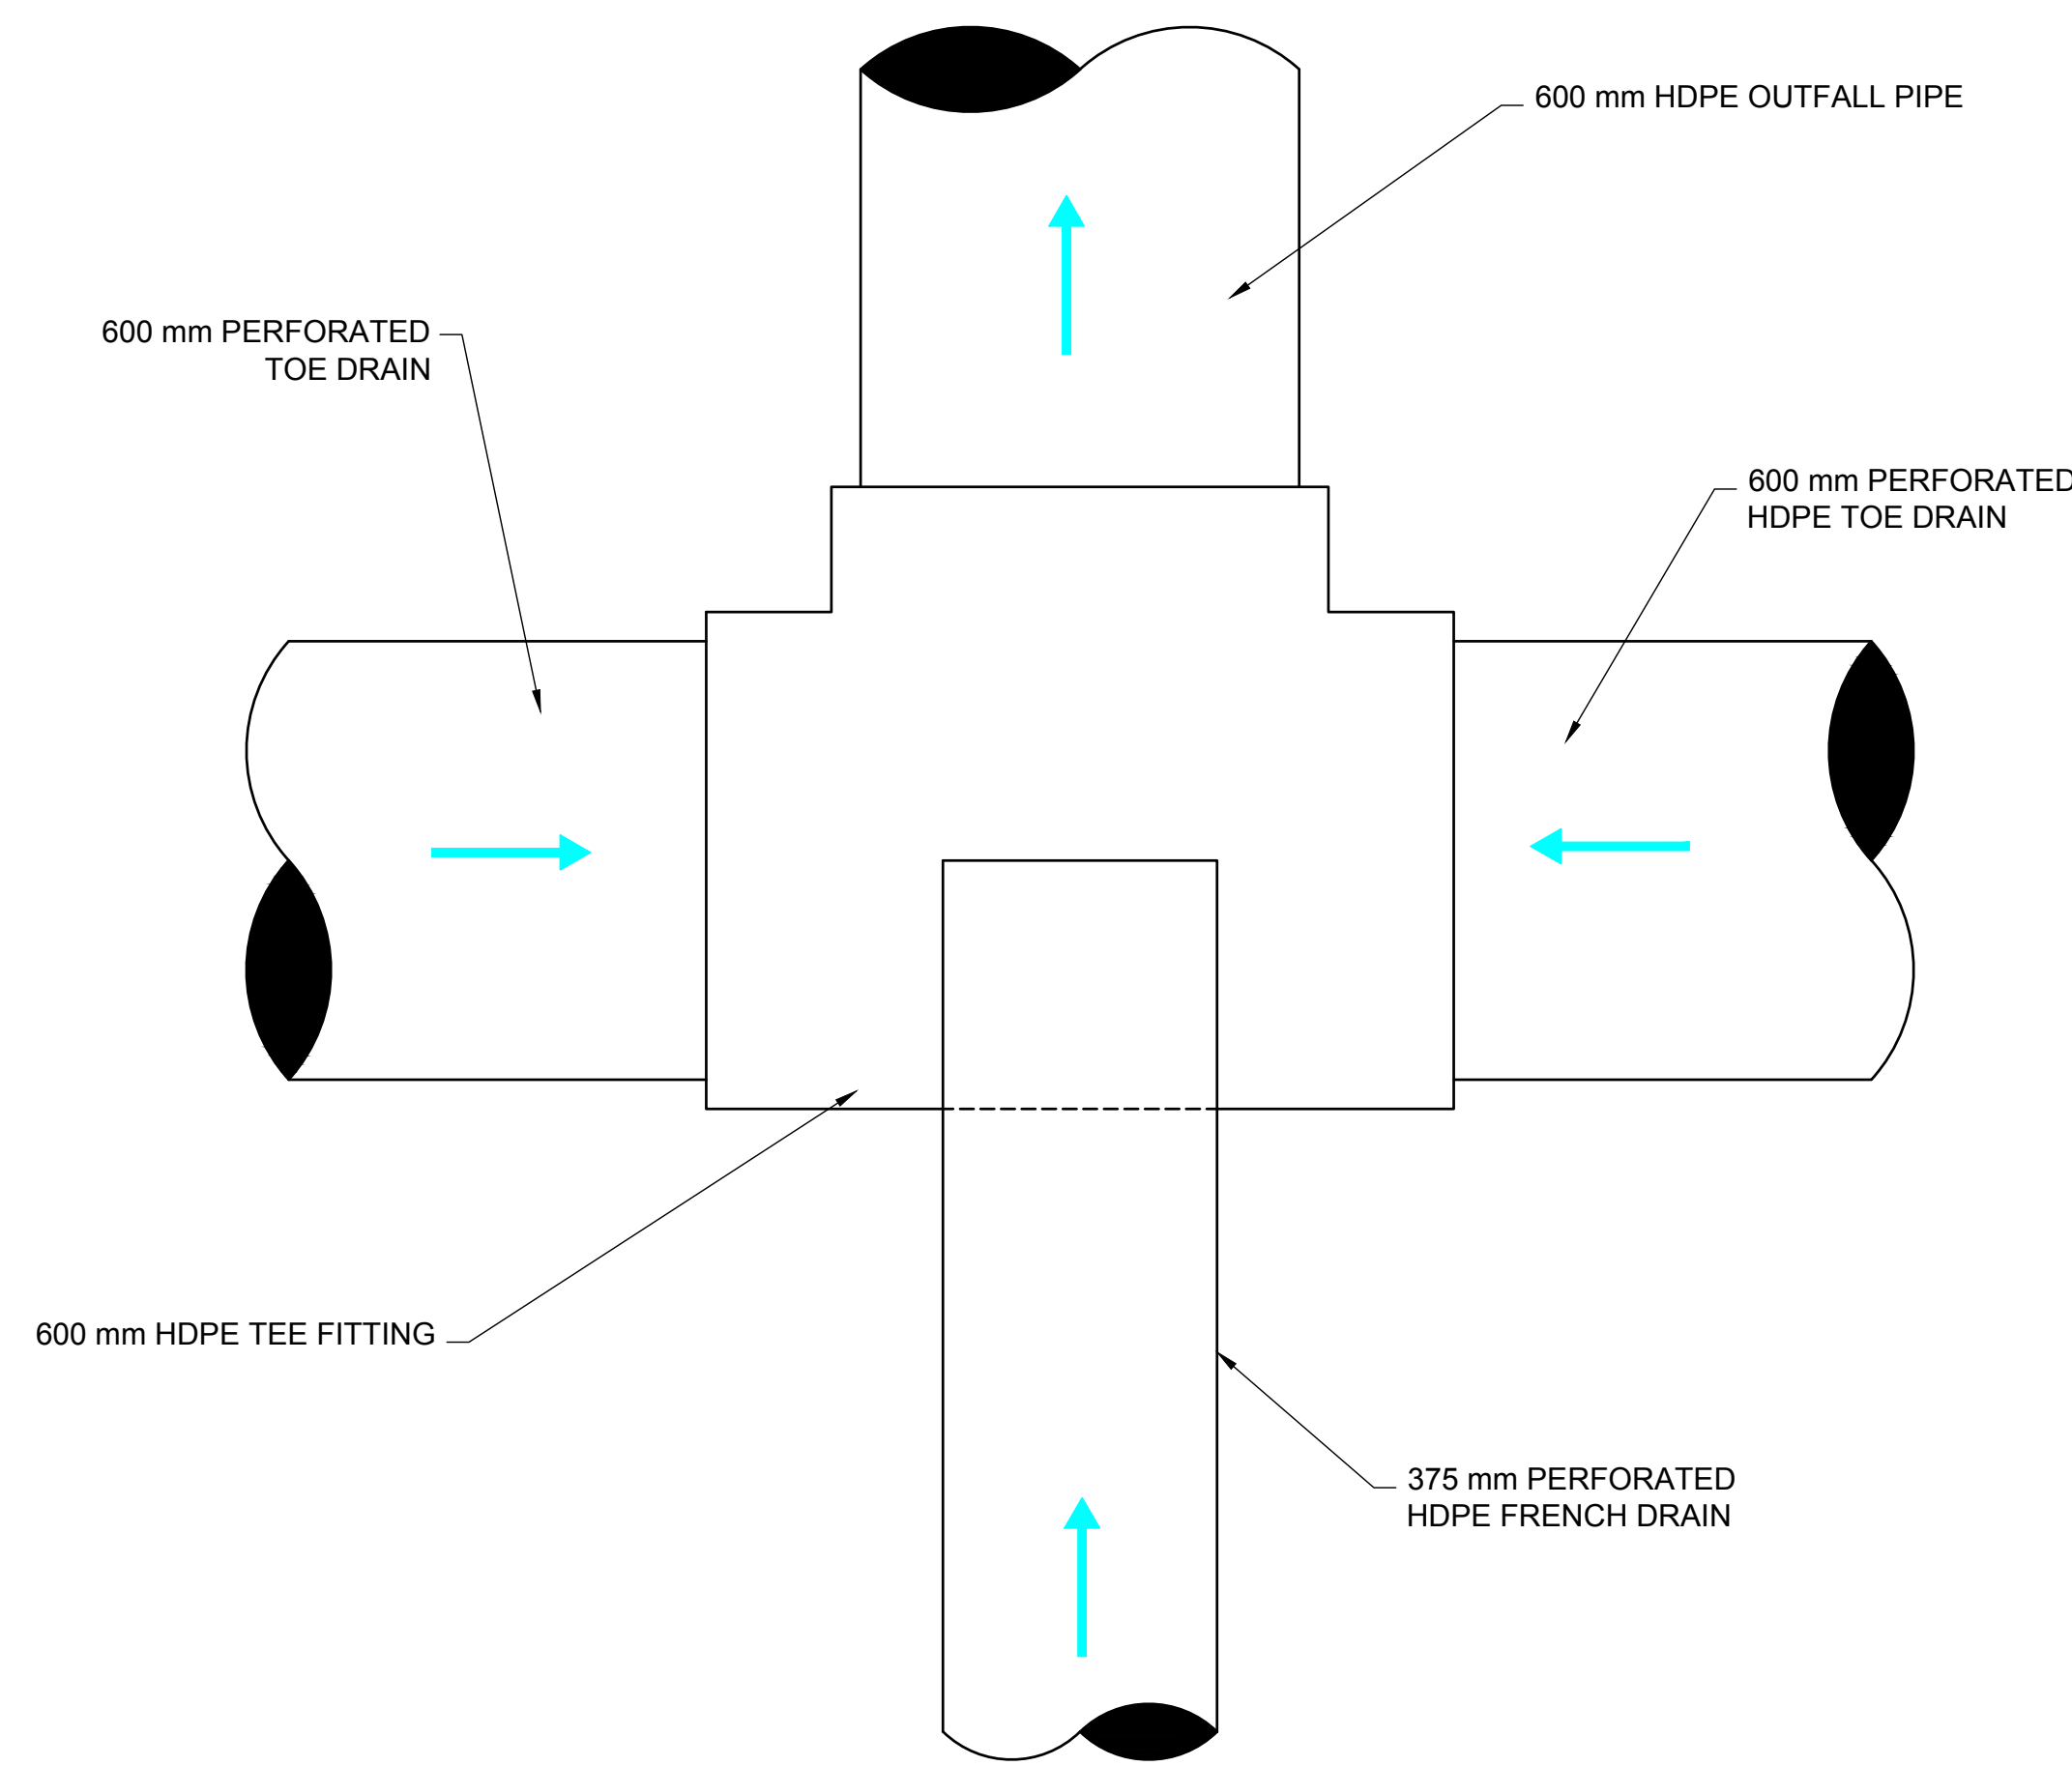 600 mm HDPE OUTFALL PIPE
600 mm PERFORATED
TOE DRAIN
600 mm PERFORATED
HDPE TOE DRAIN
600 mm HDPE TEE FITTING
375 mm PERFORATED
HDPE FRENCH DRAIN